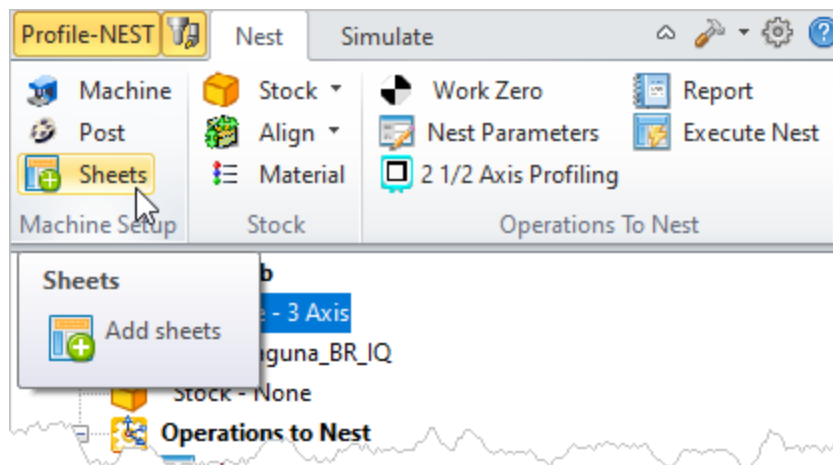 Profile-NEST Nest Simulate
Machine Stock Work Zero Report
Post Align Nest Parameters Execute Nest
Sheets Material 2 1/2 Axis Profiling
Machine Setup Stock Operations To Nest
Sheets
Add sheets
- 3 Axis
Stock - None
Operations to Nest